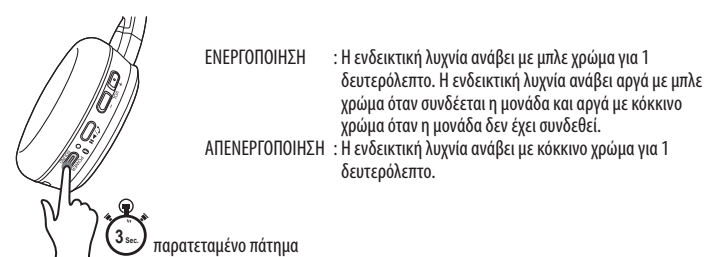 ΕΝΕΡΓΟΠΟΙΗΣΗ : Η ενδεικτική λυχνία ανάβει με μπλε χρώμα για 1
δευτερόλεπτο. Η ενδεικτική λυχνία ανάβει αργά με μπλε
χρώμα όταν συνδέεται η μονάδα και αργά με κόκκινο
χρώμα όταν η μονάδα δεν έχει συνδεθεί.
ΑΠΕΝΕΡΓΟΠΟΙΗΣΗ : Η ενδεικτική λυχνία ανάβει με κόκκινο χρώμα για 1
δευτερόλεπτο.
3 Sec.
παρατεταμένο πάτημα